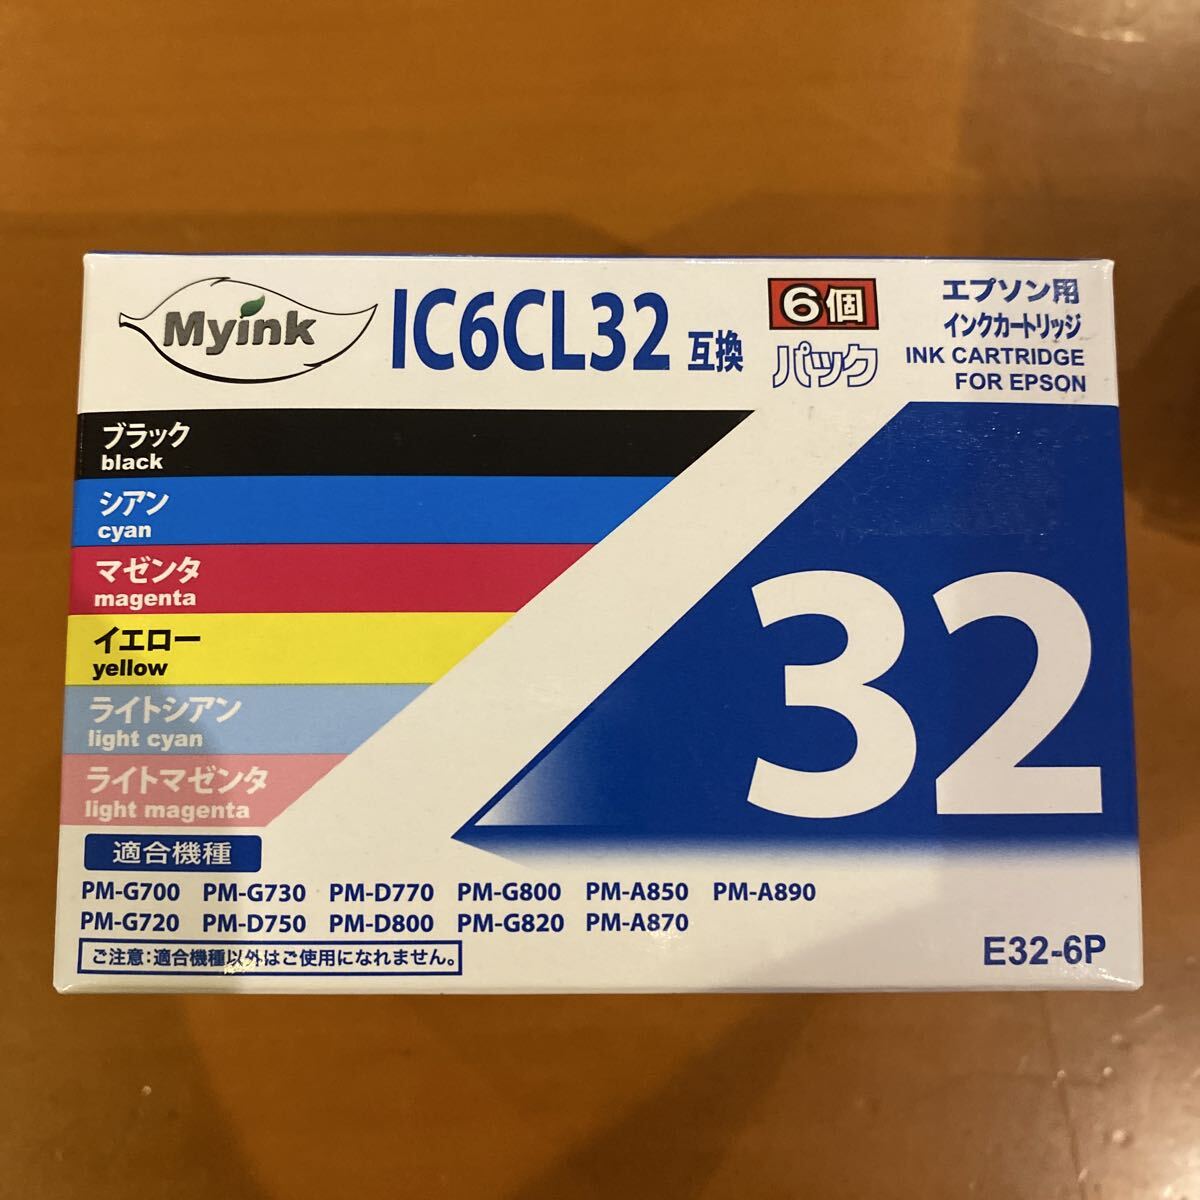 Myink
IC6CL32 互換
6個
パック
エプソン用
インクカートリッジ
INK CARTRIDGE
FOR EPSON
ブラック
black
シアン
cyan
マゼンタ
magenta
イエロー
yellow
ライトシアン
light cyan
ライトマゼンタ
light magenta
32
適合機種
PM-G700 PM-G730 PM-D770 PM-G800 PM-A850 PM-A890
PM-G720 PM-D750 PM-D800 PM-G820 PM-A870
ご注意:適合機種以外はご使用になれません。
E32-6P